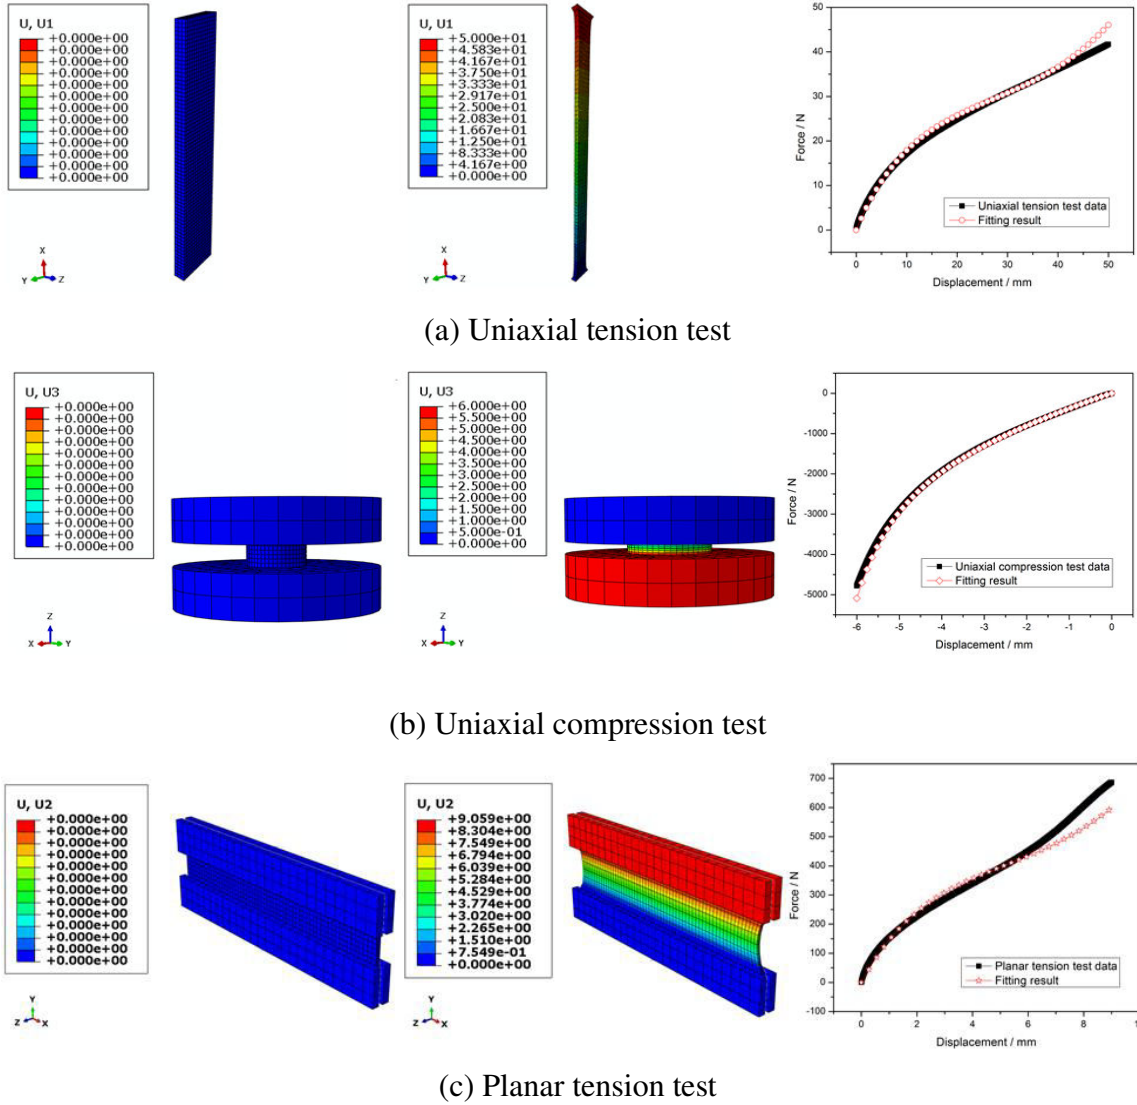 U, U1
+0.000e+00
+0.000e+00
+0.000e+00
+0.000e+00
+0.000e+00
+0.000e+00
+0.000e+00
+0.000e+00
+0.000e+00
+0.000e+00
+0.000e+00
+0.000e+00
+0.000e+00
X
Y
Z
U, U1
+5.000e+01
+4.583e+01
+4.167e+01
+3.750e+01
+3.333e+01
+2.917e+01
+2.500e+01
+2.083e+01
+1.667e+01
+1.250e+01
+8.333e+00
+4.167e+00
+0.000e+00
X
Y
Z
Force / N
50
40
30
20
10
0
Uniaxial tension test data
Fitting result
0 10 20 30 40 50
Displacement / mm
(a) Uniaxial tension test
U, U3
+0.000e+00
+0.000e+00
+0.000e+00
+0.000e+00
+0.000e+00
+0.000e+00
+0.000e+00
+0.000e+00
+0.000e+00
+0.000e+00
+0.000e+00
+0.000e+00
+0.000e+00
Z
X
Y
U, U3
+6.000e+00
+5.500e+00
+5.000e+00
+4.500e+00
+4.000e+00
+3.500e+00
+3.000e+00
+2.500e+00
+2.000e+00
+1.500e+00
+1.000e+00
+5.000e-01
+0.000e+00
Z
X
Y
Force / N
0
-1000
-2000
-3000
-4000
-5000
Uniaxial compression test data
Fitting result
-6 -5 -4 -3 -2 -1 0
Displacement / mm
(b) Uniaxial compression test
U, U2
+0.000e+00
+0.000e+00
+0.000e+00
+0.000e+00
+0.000e+00
+0.000e+00
+0.000e+00
+0.000e+00
+0.000e+00
+0.000e+00
+0.000e+00
+0.000e+00
+0.000e+00
Y
Z
X
U, U2
+9.059e+00
+8.304e+00
+7.549e+00
+6.794e+00
+6.039e+00
+5.284e+00
+4.529e+00
+3.774e+00
+3.020e+00
+2.265e+00
+1.510e+00
+7.549e-01
+0.000e+00
Y
Z
X
Force / N
700
600
500
400
300
200
100
0
-100
Planar tension test data
Fitting result
0 2 4 6 8
Displacement / mm
(c) Planar tension test